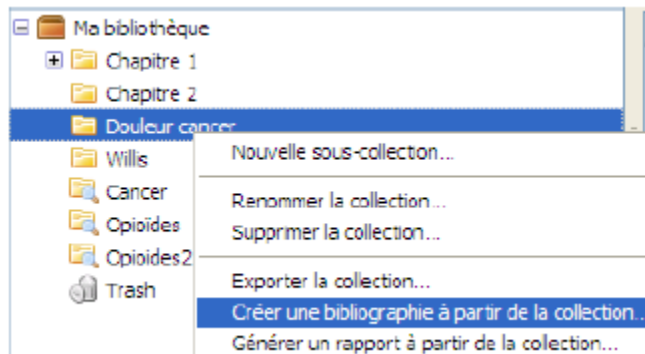 Ma bibliothèque
Chapitre 1
Chapitre 2
Douleur cancer
Willis
Cancer
Opioïdes
Opioides2
Trash
Nouvelle sous-collection...
Renommer la collection...
Supprimer la collection...
Exporter la collection...
Créer une bibliographie à partir de la collection...
Générer un rapport à partir de la collection...